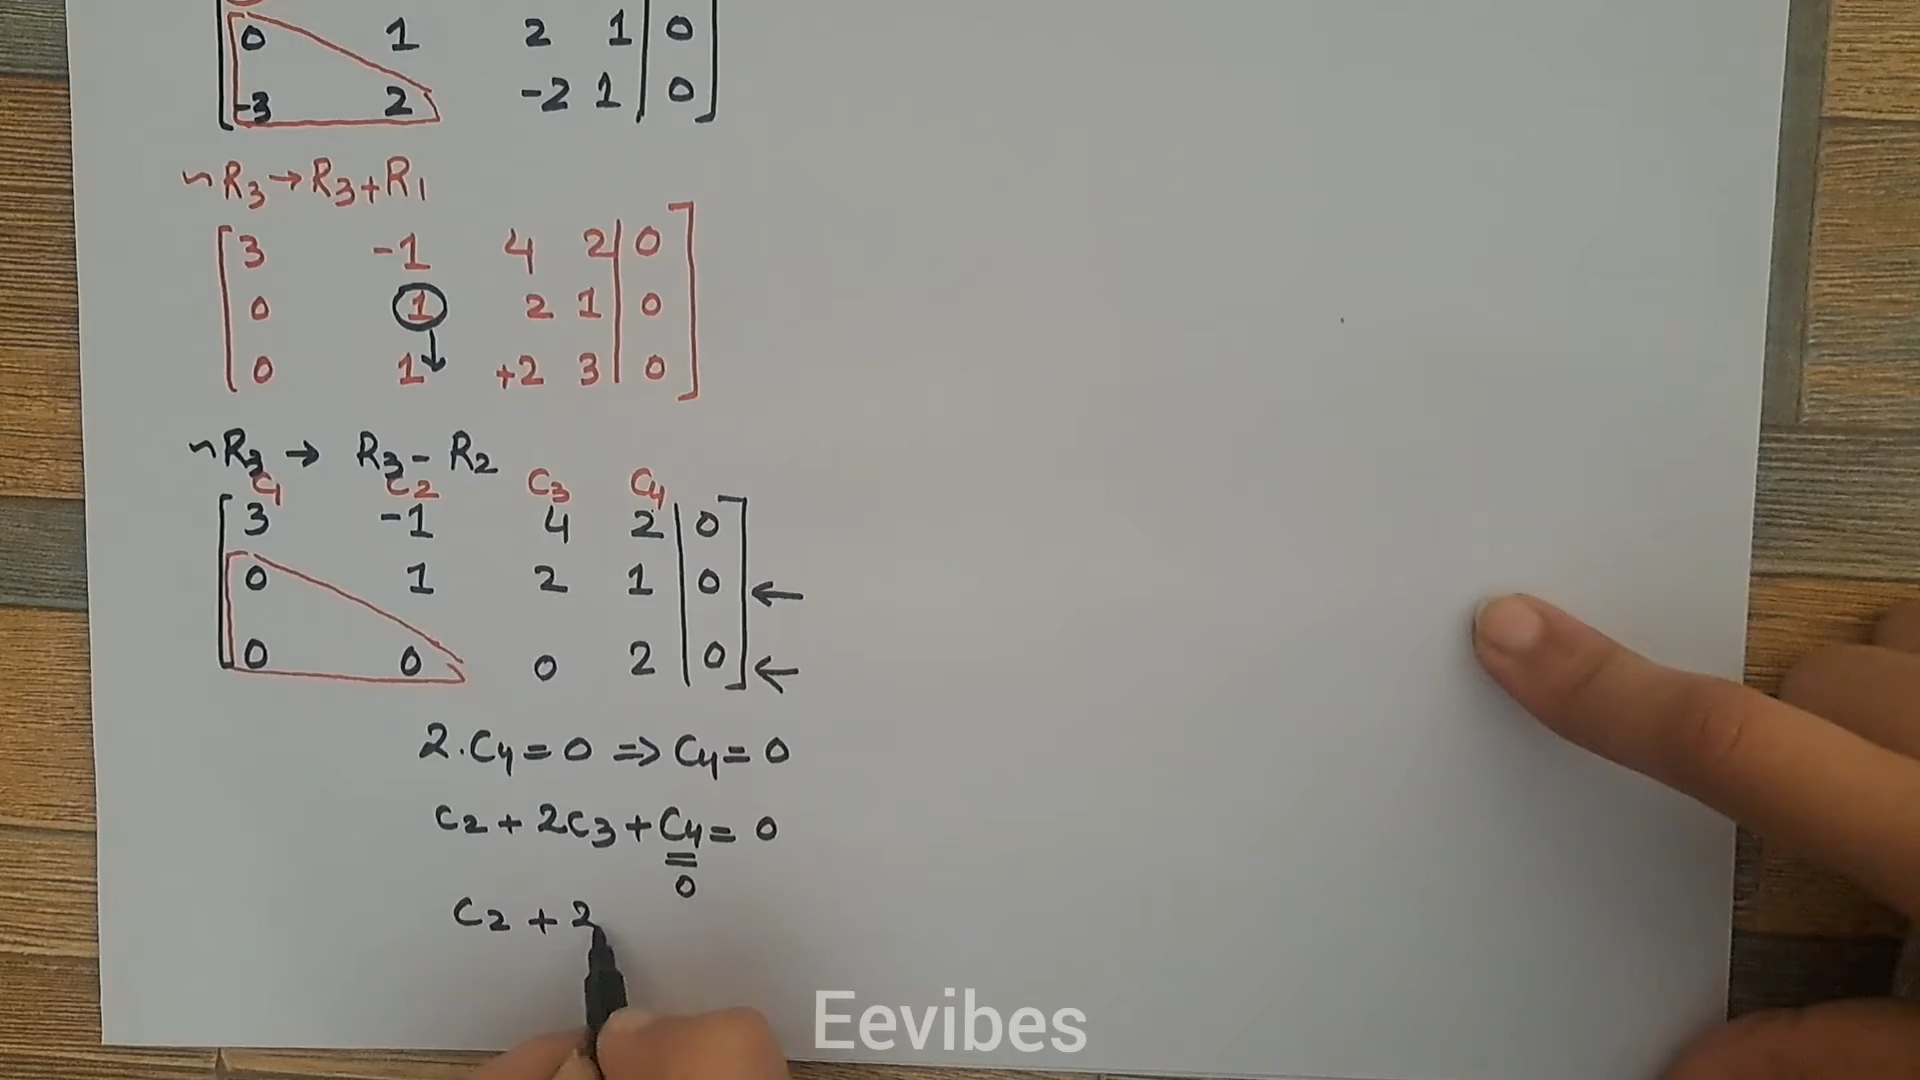 0 1 2 1 | 0
-3 2 -2 1 | 0
~R3→R3+R1
3 -1 4 2 | 0
0 1 2 1 | 0
0 1 +2 3 | 0
~R3 → R3 - R2
C1 C2 C3 C4
3 -1 4 2 | 0
0 1 2 1 | 0 ←
0 0 0 2 | 0 ←
2.C4 = 0 => C4 = 0
C2 + 2C3 + C4 = 0
0
C2 + 2
Eevibes